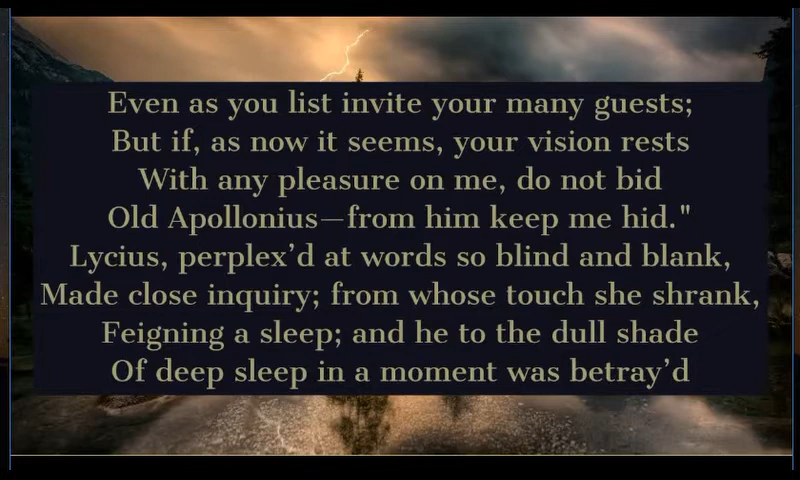 Even as you list invite your many guests;
But if, as now it seems, your vision rests
With any pleasure on me, do not bid
Old Apollonius—from him keep me hid."
Lycius, perplex’d at words so blind and blank,
Made close inquiry; from whose touch she shrank,
Feigning a sleep; and he to the dull shade
Of deep sleep in a moment was betray’d